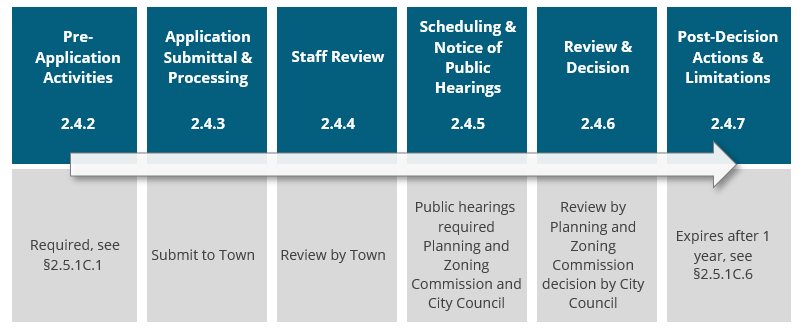 Pre-
Application
Activities
2.4.2
Application
Submittal &
Processing
2.4.3
Staff Review
2.4.4
Scheduling &
Notice of
Public
Hearings
2.4.5
Review &
Decision
2.4.6
Post-Decision
Actions &
Limitations
2.4.7
Required, see
§2.5.1C.1
Submit to Town
Review by Town
Public hearings
required
Planning and
Zoning
Commission and
City Council
Review by
Planning and
Zoning
Commission
decision by City
Council
Expires after 1
year, see
§2.5.1C.6